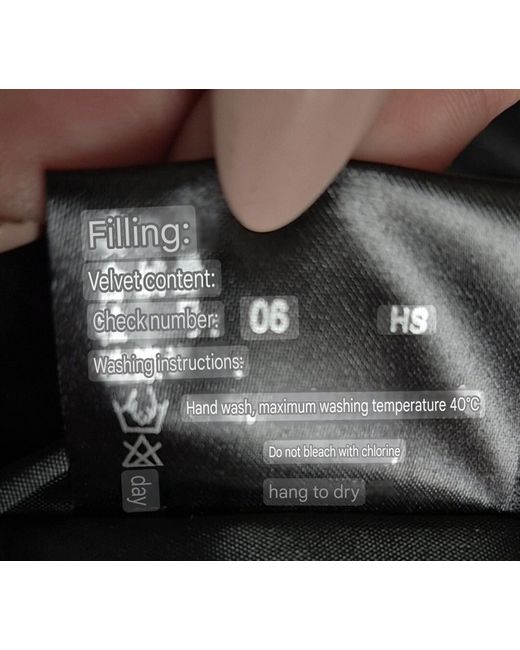 Filling:
Velvet content:
Check number: 06 HS
Washing instructions:
Hand wash, maximum washing temperature 40°C
Do not bleach with chlorine
day hang to dry